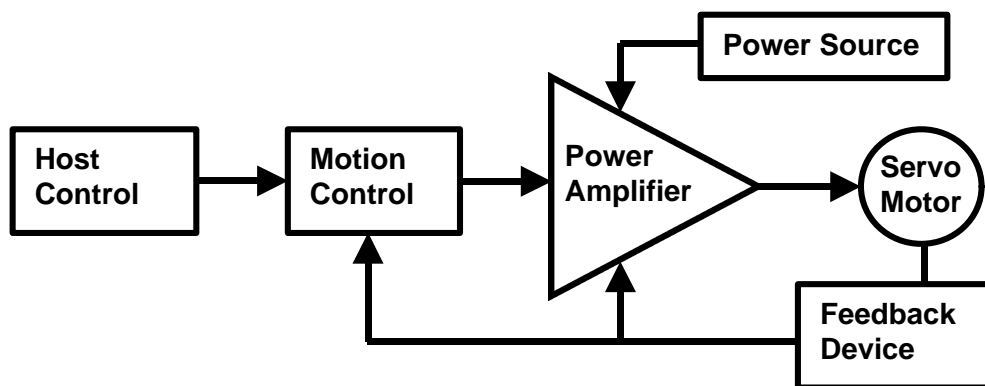 Power Source
Host
Control
Motion
Control
Power
Amplifier
Servo
Motor
Feedback
Device